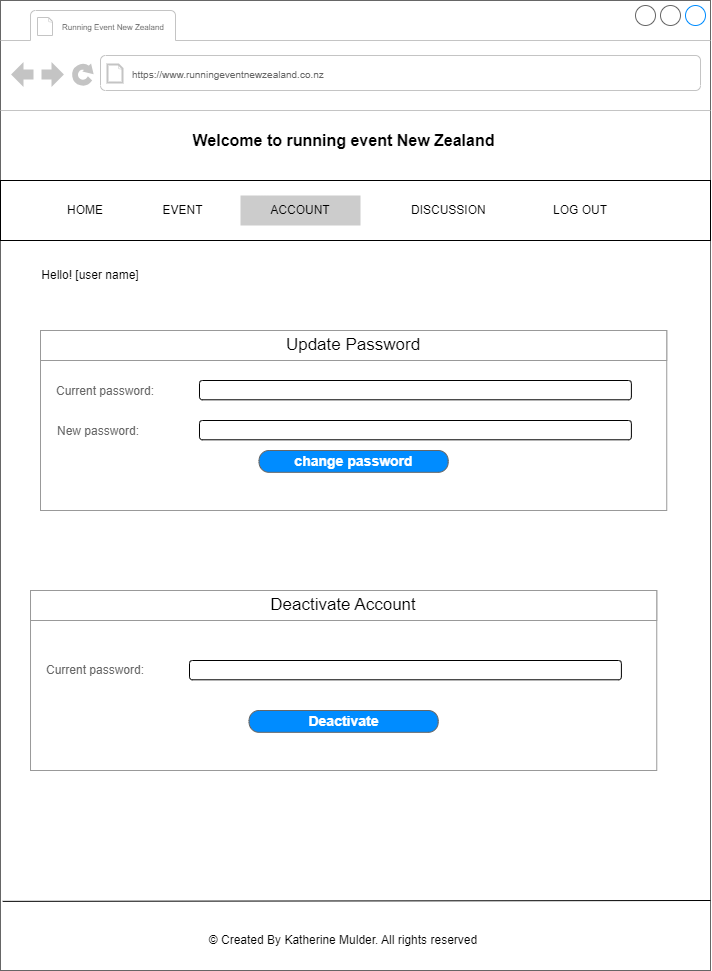 Running Event New Zealand
https://www.runningeventnewzealand.co.nz
Welcome to running event New Zealand
HOME EVENT ACCOUNT DISCUSSION LOG OUT
Hello! [user name]
Update Password
Current password:
New password:
change password
Deactivate Account
Current password:
Deactivate
© Created By Katherine Mulder. All rights reserved